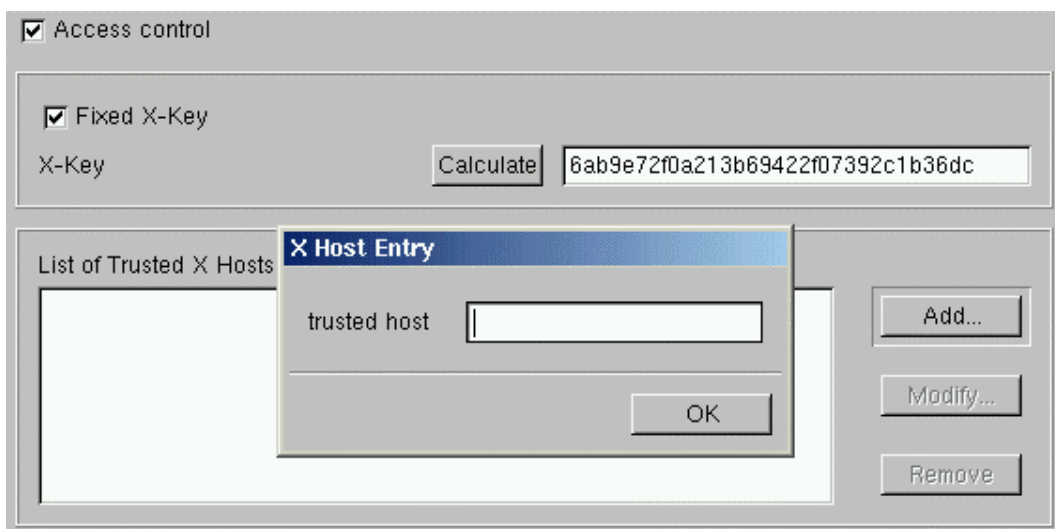 Access control
Fixed X-Key
X-Key Calculate 6ab9e72f0a213b69422f07392c1b36dc
X Host Entry
List of Trusted X Hosts
trusted host
Add...
Modify...
OK
Remove